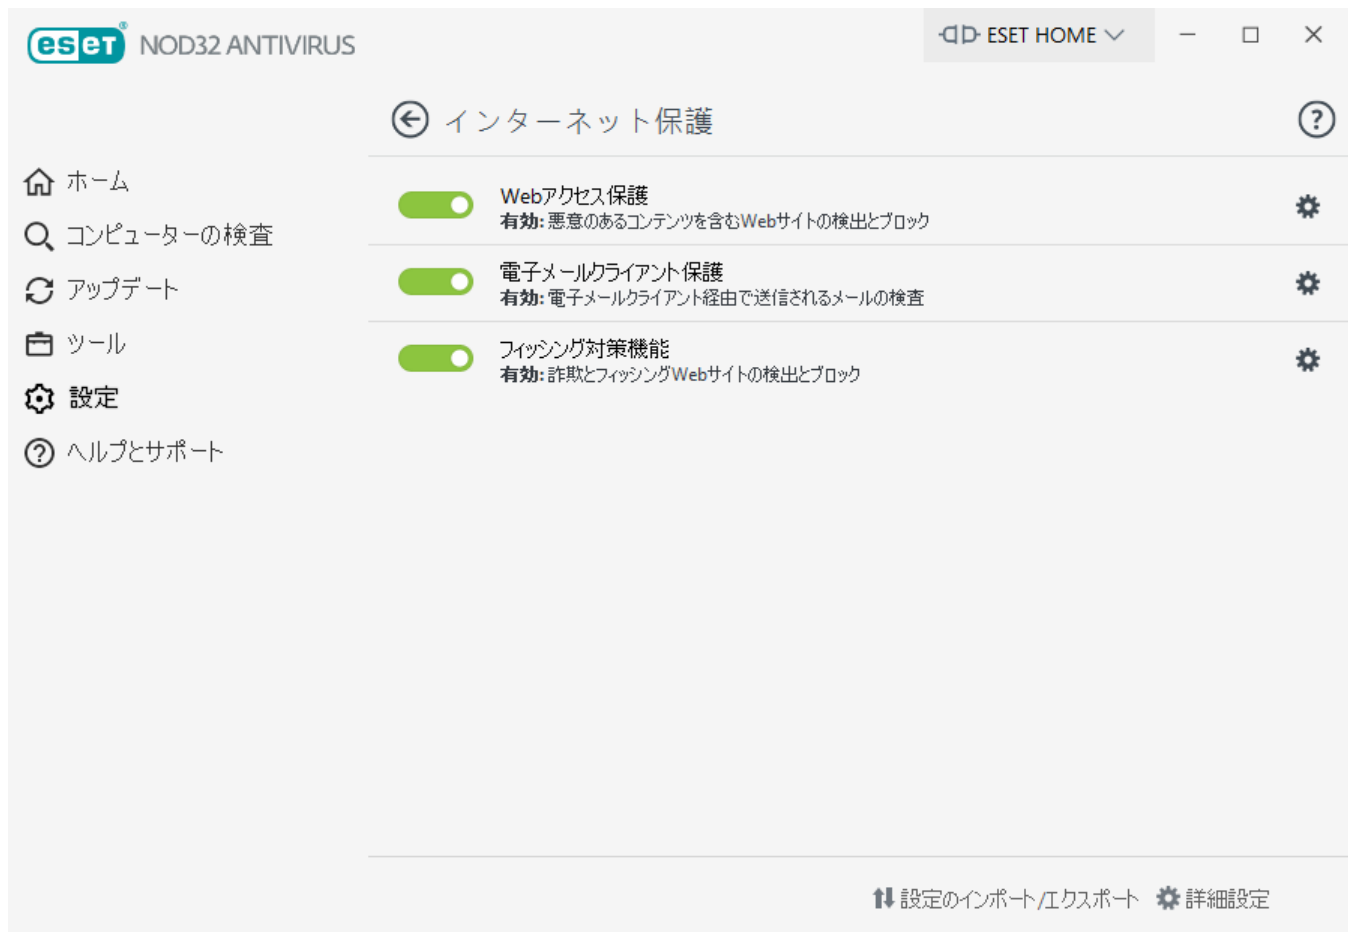 eset® NOD32 ANTIVIRUS
ESET HOME
インターネット保護
ホーム
コンピューターの検査
アップデート
ツール
設定
ヘルプとサポート
Webアクセス保護
有効: 悪意のあるコンテンツを含むWebサイトの検出とブロック
電子メールクライアント保護
有効: 電子メールクライアント経由で送信されるメールの検査
フィッシング対策機能
有効: 詐欺とフィッシングWebサイトの検出とブロック
設定のインポート/エクスポート 詳細設定